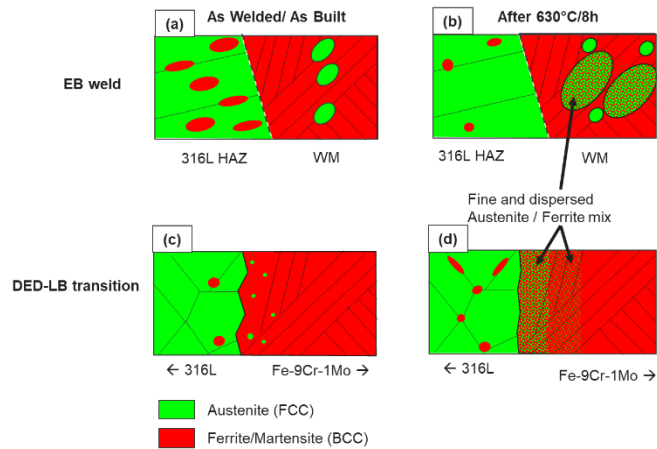 As Welded/ As Built
After 630°C/8h
(a)
(b)
EB weld
316L HAZ
WM
316L HAZ
WM
Fine and dispersed
Austenite / Ferrite mix
(c)
(d)
DED-LB transition
← 316L
Fe-9Cr-1Mo →
← 316L
Fe-9Cr-1Mo →
Austenite (FCC)
Ferrite/Martensite (BCC)